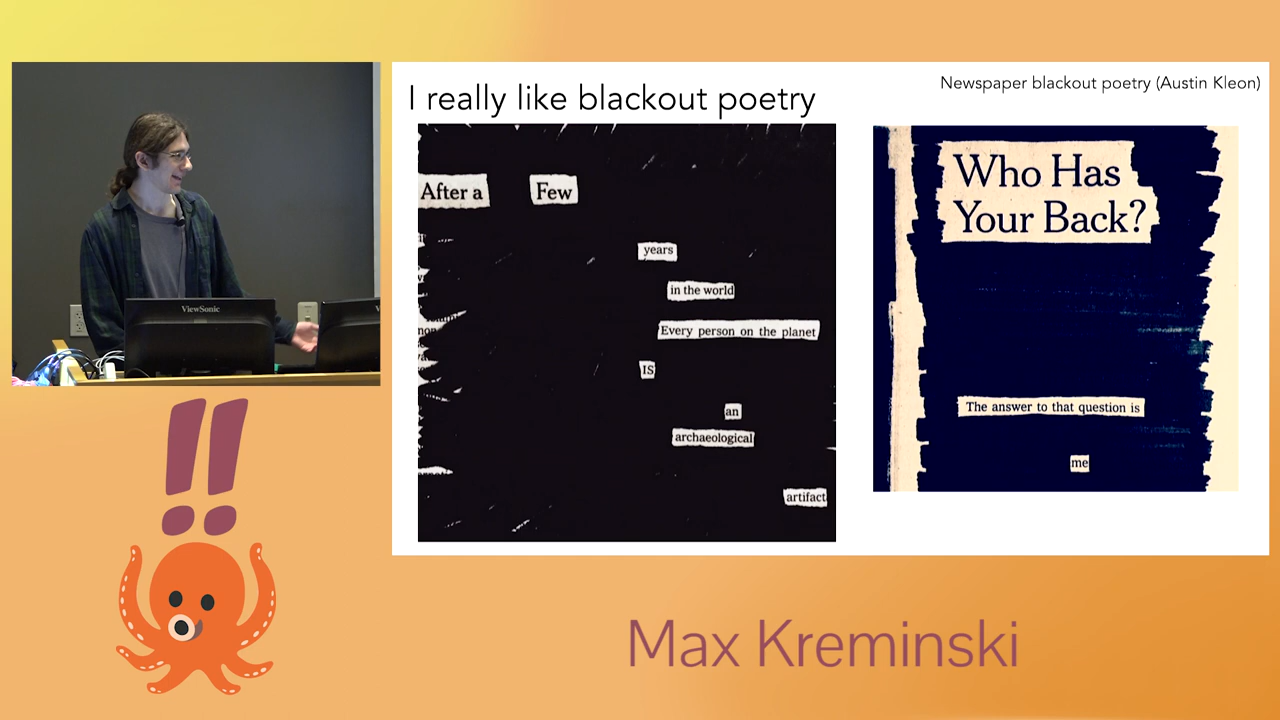 I really like blackout poetry
Newspaper blackout poetry (Austin Kleon)
After a Few
years
in the world
Every person on the planet
IS
an
archaeological
artifact
Who Has
Your Back?
The answer to that question is
me
ViewSonic
!!
Max Kreminski